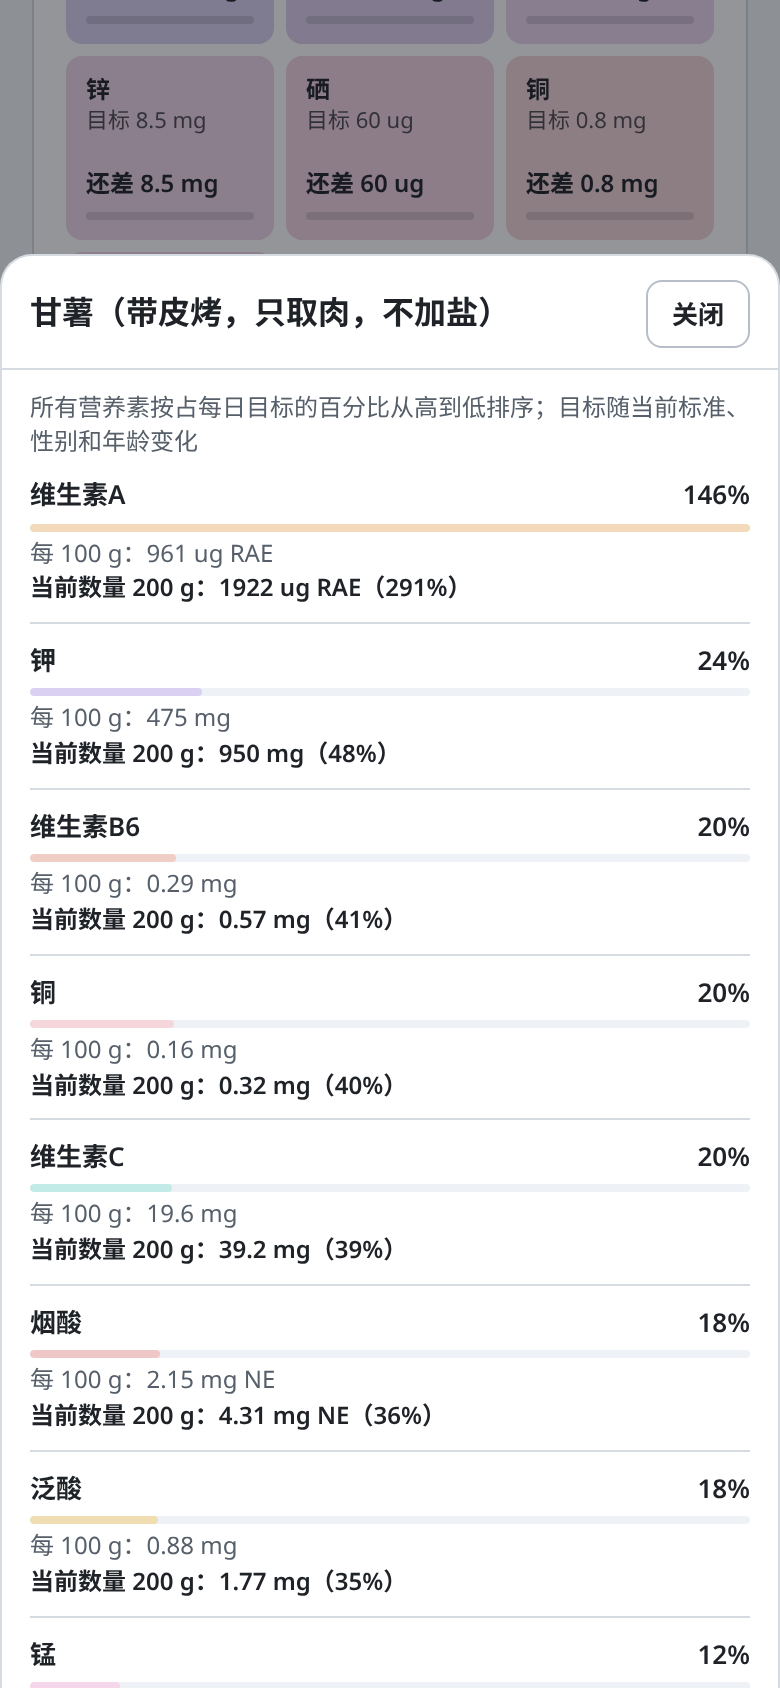 锌
目标 8.5 mg
还差 8.5 mg
硒
目标 60 ug
还差 60 ug
铜
目标 0.8 mg
还差 0.8 mg
甘薯（带皮烤，只取肉，不加盐）
关闭
所有营养素按占每日目标的百分比从高到低排序；目标随当前标准、
性别和年龄变化
维生素A 146%
每 100 g：961 ug RAE
当前数量 200 g：1922 ug RAE（291%）
钾 24%
每 100 g：475 mg
当前数量 200 g：950 mg（48%）
维生素B6 20%
每 100 g：0.29 mg
当前数量 200 g：0.57 mg（41%）
铜 20%
每 100 g：0.16 mg
当前数量 200 g：0.32 mg（40%）
维生素C 20%
每 100 g：19.6 mg
当前数量 200 g：39.2 mg（39%）
烟酸 18%
每 100 g：2.15 mg NE
当前数量 200 g：4.31 mg NE（36%）
泛酸 18%
每 100 g：0.88 mg
当前数量 200 g：1.77 mg（35%）
锰 12%